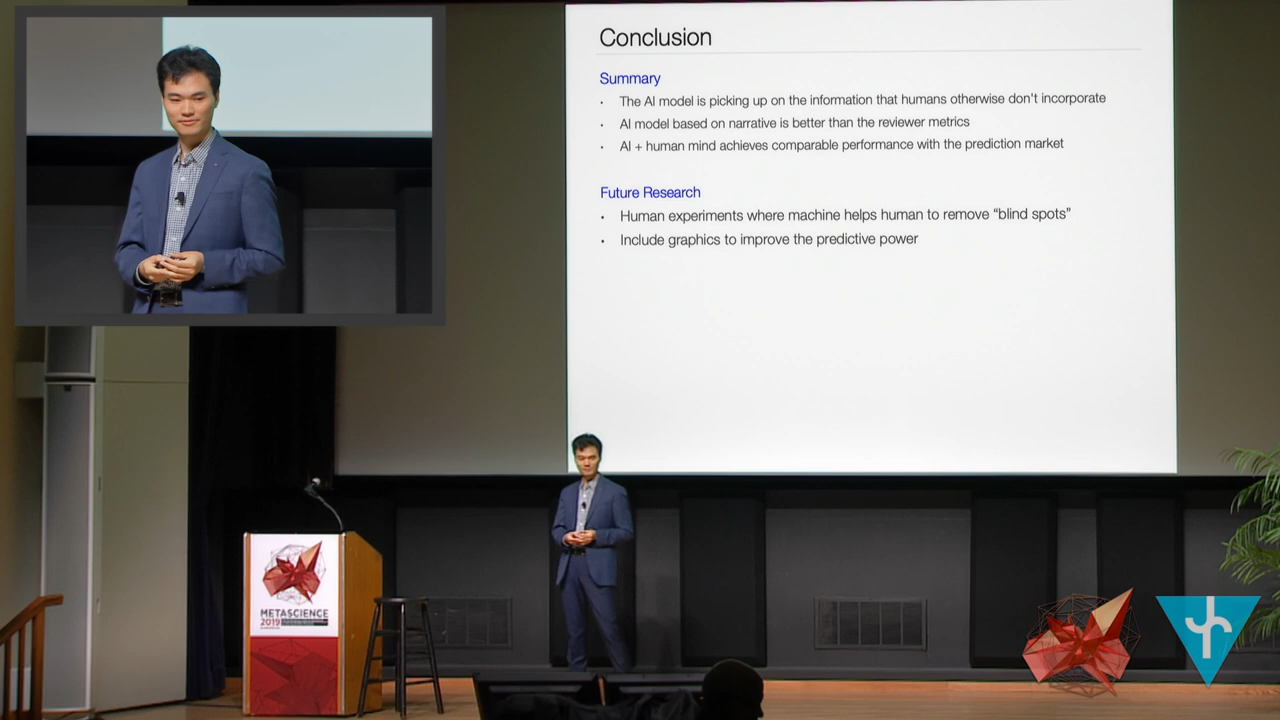 Conclusion
Summary
· The AI model is picking up on the information that humans otherwise don't incorporate
· AI model based on narrative is better than the reviewer metrics
· AI + human mind achieves comparable performance with the prediction market
Future Research
· Human experiments where machine helps human to remove “blind spots”
· Include graphics to improve the predictive power
METASCIENCE
2019